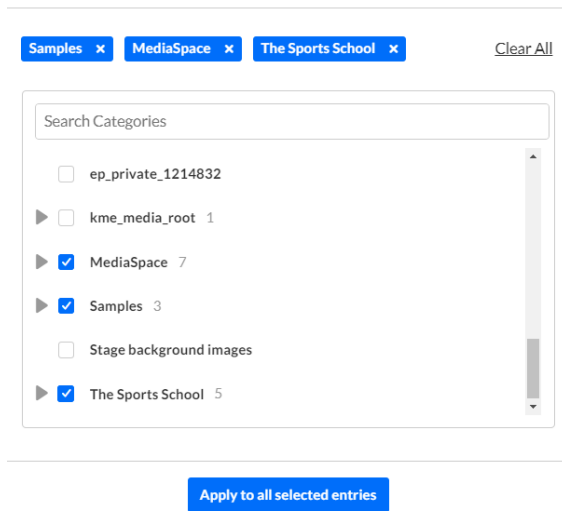 Samples × MediaSpace × The Sports School × Clear All
Search Categories
ep_private_1214832
kme_media_root 1
MediaSpace 7
Samples 3
Stage background images
The Sports School 5
Apply to all selected entries